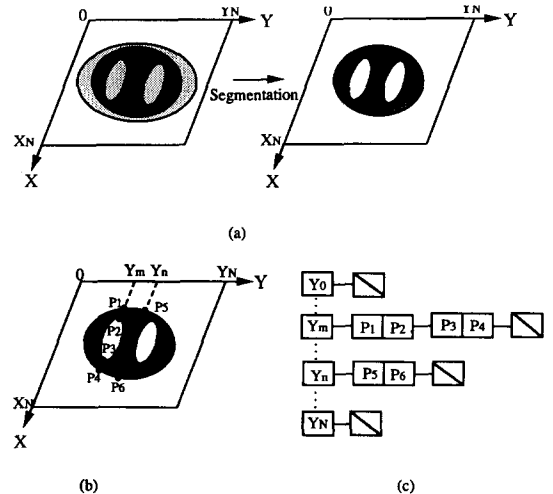 0 YN Y 0 YN Y
Segmentation
XN X XN X
(a)
0 Ym Yn YN Y
P1 P5
P2
P3
P4 P6
XN
X
(b)
Y0
Ym P1 P2 P3 P4
Yn P5 P6
YN
(c)